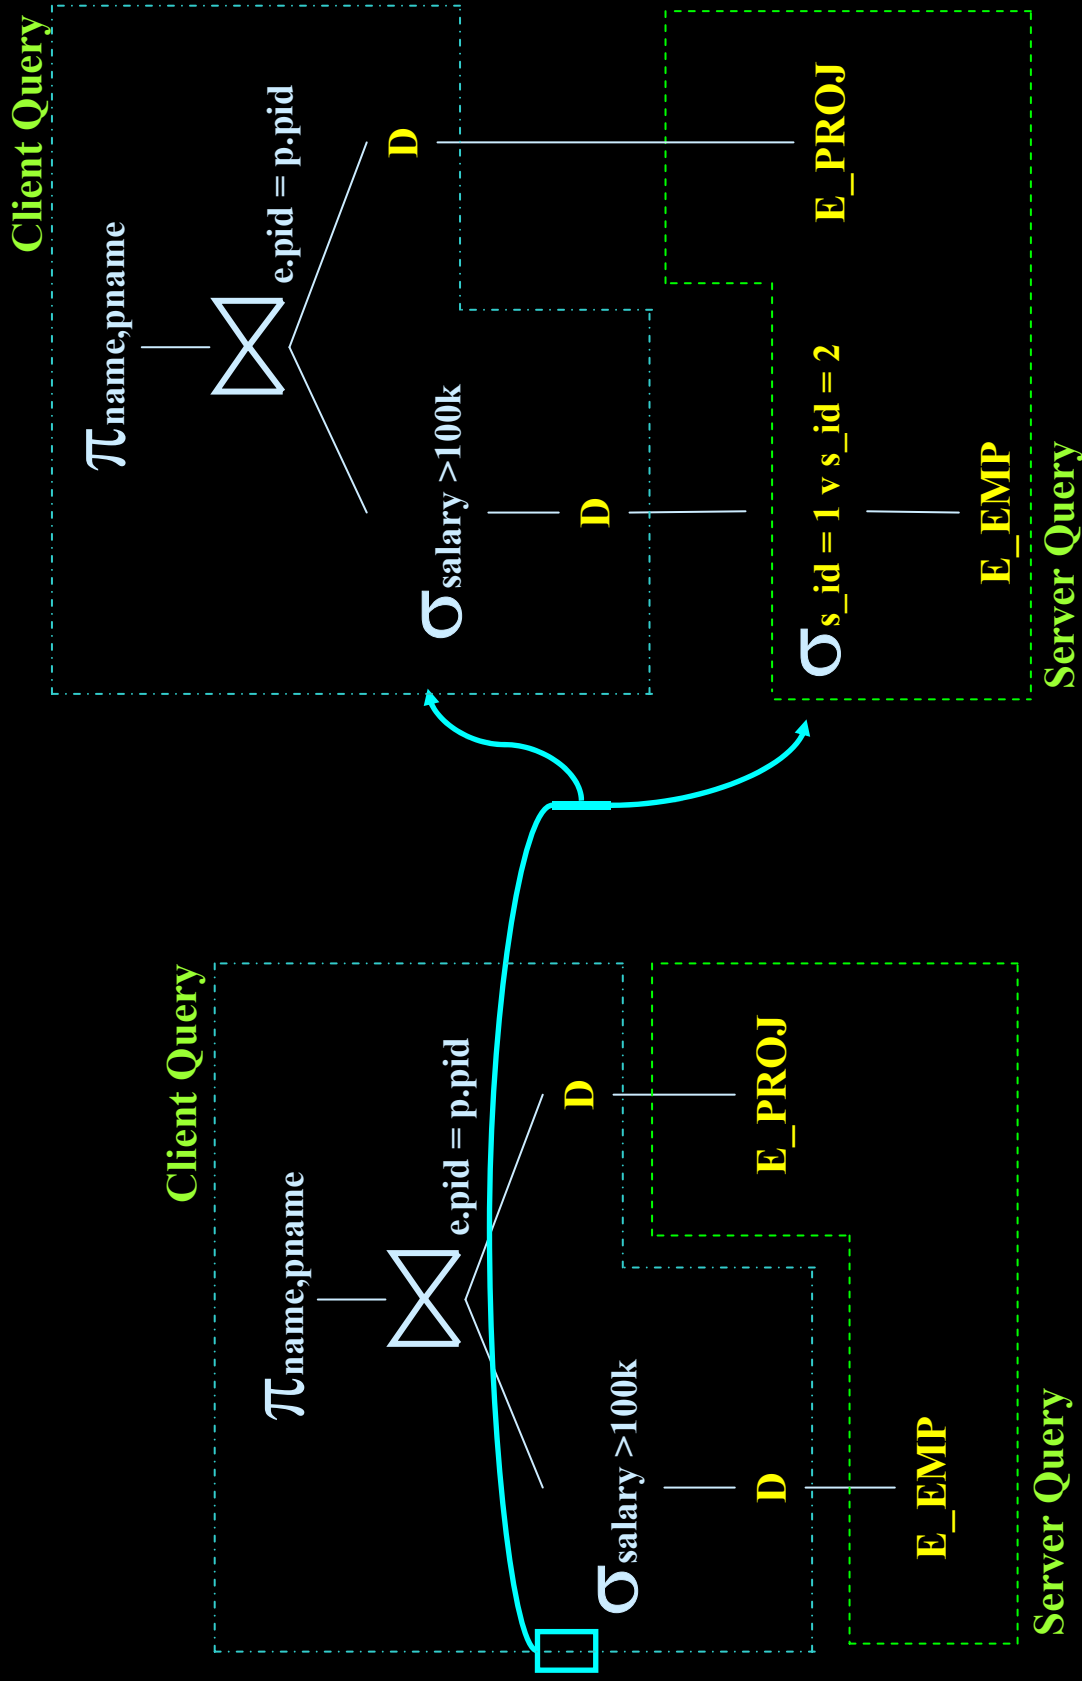 Client Query
πname,pname
e.pid = p.pid
σsalary >100k
D
D
E_PROJ
E_EMP
Server Query
Client Query
πname,pname
e.pid = p.pid
D
σsalary >100k
D
E_PROJ
σs_id = 1 v s_id = 2
E_EMP
Server Query